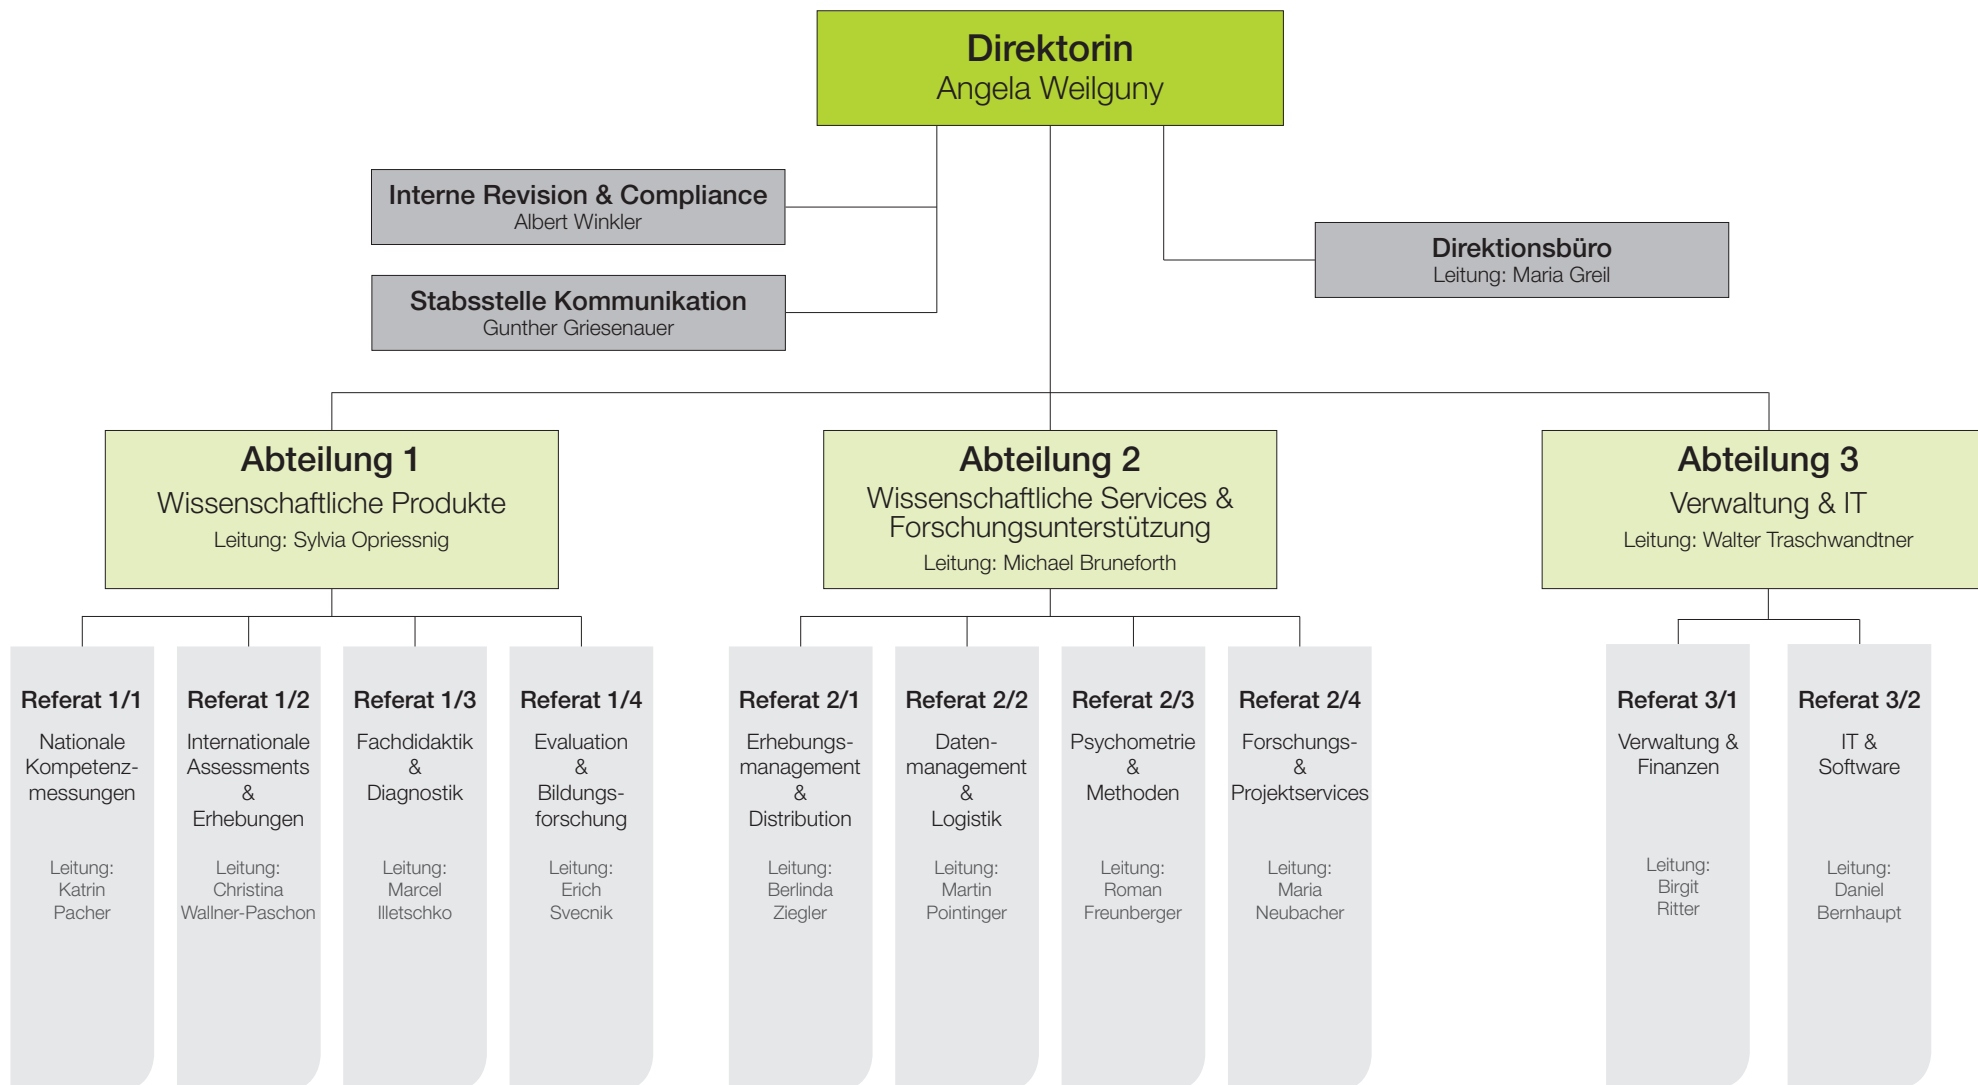 Direktorin
Angela Weilguny
Interne Revision & Compliance
Albert Winkler
Direktionsbüro
Leitung: Maria Greil
Stabsstelle Kommunikation
Gunther Griesenauer
Abteilung 1
Wissenschaftliche Produkte
Leitung: Sylvia Opriessnig
Abteilung 2
Wissenschaftliche Services &
Forschungsunterstützung
Leitung: Michael Bruneforth
Abteilung 3
Verwaltung & IT
Leitung: Walter Traschwandtner
Referat 1/1
Nationale
Kompetenz-
messungen
Leitung:
Katrin
Pacher
Referat 1/2
Internationale
Assessments
&
Erhebungen
Leitung:
Christina
Wallner-Paschon
Referat 1/3
Fachdidaktik
&
Diagnostik
Leitung:
Marcel
Illetschko
Referat 1/4
Evaluation
&
Bildungs-
forschung
Leitung:
Erich
Svecnik
Referat 2/1
Erhebungs-
management
&
Distribution
Leitung:
Berlinda
Ziegler
Referat 2/2
Daten-
management
&
Logistik
Leitung:
Martin
Pointinger
Referat 2/3
Psychometrie
&
Methoden
Leitung:
Roman
Freunberger
Referat 2/4
Forschungs-
&
Projektservices
Leitung:
Maria
Neubacher
Referat 3/1
Verwaltung &
Finanzen
Leitung:
Birgit
Ritter
Referat 3/2
IT &
Software
Leitung:
Daniel
Bernhaupt